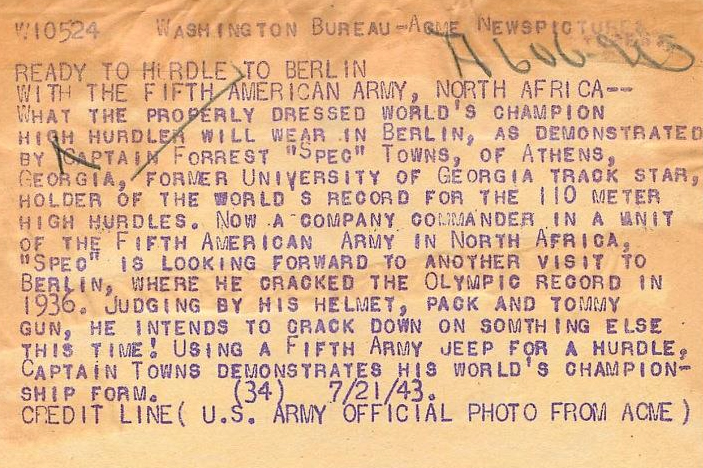 W10524 WASHINGTON BUREAU-ACME NEWSPICTURES
READY TO HURDLE TO BERLIN
WITH THE FIFTH AMERICAN ARMY, NORTH AFRICA--
WHAT THE PROPERLY DRESSED WORLD'S CHAMPION
HIGH HURDLER WILL WEAR IN BERLIN, AS DEMONSTRATED
BY CAPTAIN FORREST "SPEC" TOWNS, OF ATHENS,
GEORGIA, FORMER UNIVERSITY OF GEORGIA TRACK STAR,
HOLDER OF THE WORLD'S RECORD FOR THE 110 METER
HIGH HURDLES. NOW A COMPANY COMMANDER IN A UNIT
OF THE FIFTH AMERICAN ARMY IN NORTH AFRICA,
"SPEC" IS LOOKING FORWARD TO ANOTHER VISIT TO
BERLIN, WHERE HE CRACKED THE OLYMPIC RECORD IN
1936. JUDGING BY HIS HELMET, PACK AND TOMMY
GUN, HE INTENDS TO CRACK DOWN ON SOMTHING ELSE
THIS TIME! USING A FIFTH ARMY JEEP FOR A HURDLE,
CAPTAIN TOWNS DEMONSTRATES HIS WORLD'S CHAMPION-
SHIP FORM. (34) 7/21/43.
CREDIT LINE( U.S. ARMY OFFICIAL PHOTO FROM ACME )